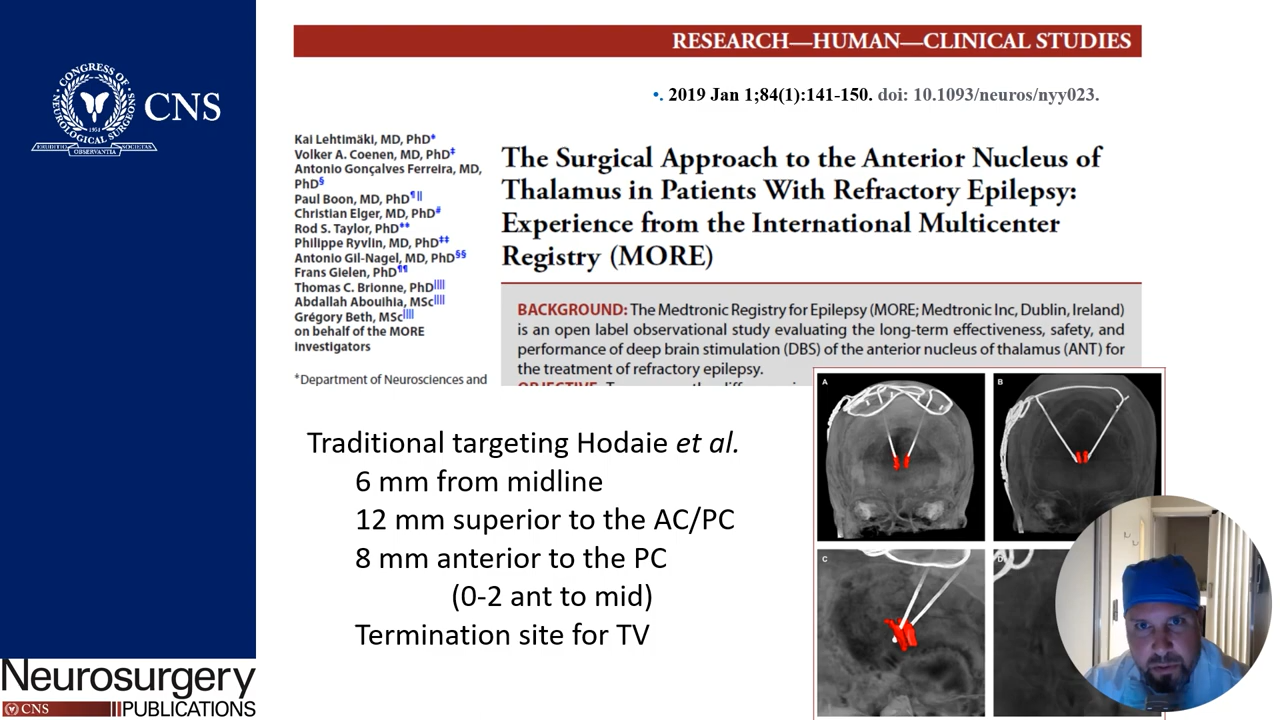 CONGRESS OF NEUROLOGICAL SURGEONS
1951
ERUDITIO OBSERVANTIA SOCIETAS
CNS
RESEARCH—HUMAN—CLINICAL STUDIES
•. 2019 Jan 1;84(1):141-150. doi: 10.1093/neuros/nyy023.
Kai Lehtimäki, MD, PhD*
Volker A. Coenen, MD, PhD‡
Antonio Gonçalves Ferreira, MD,
PhD§
Paul Boon, MD, PhD¶||
Christian Elger, MD, PhD#
Rod S. Taylor, PhD**
Philippe Ryvlin, MD, PhD‡‡
Antonio Gil-Nagel, MD, PhD§§
Frans Gielen, PhD¶¶
Thomas C. Brionne, PhD||||
Abdallah Abouihia, MSc||||
Grégory Beth, MSc||||
on behalf of the MORE
Investigators
*Department of Neurosciences and
The Surgical Approach to the Anterior Nucleus of
Thalamus in Patients With Refractory Epilepsy:
Experience from the International Multicenter
Registry (MORE)
BACKGROUND: The Medtronic Registry for Epilepsy (MORE; Medtronic Inc, Dublin, Ireland)
is an open label observational study evaluating the long-term effectiveness, safety, and
performance of deep brain stimulation (DBS) of the anterior nucleus of thalamus (ANT) for
the treatment of refractory epilepsy.
Traditional targeting Hodaie et al.
6 mm from midline
12 mm superior to the AC/PC
8 mm anterior to the PC
(0-2 ant to mid)
Termination site for TV
A
B
C
D
Neurosurgery
CNS PUBLICATIONS